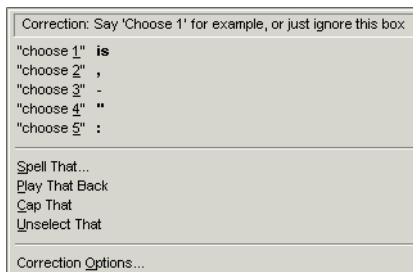 Correction: Say 'Choose 1' for example, or just ignore this box
"choose 1" is
"choose 2" ,
"choose 3" -
"choose 4" "
"choose 5" :
Spell That...
Play That Back
Cap That
Unselect That
Correction Options...